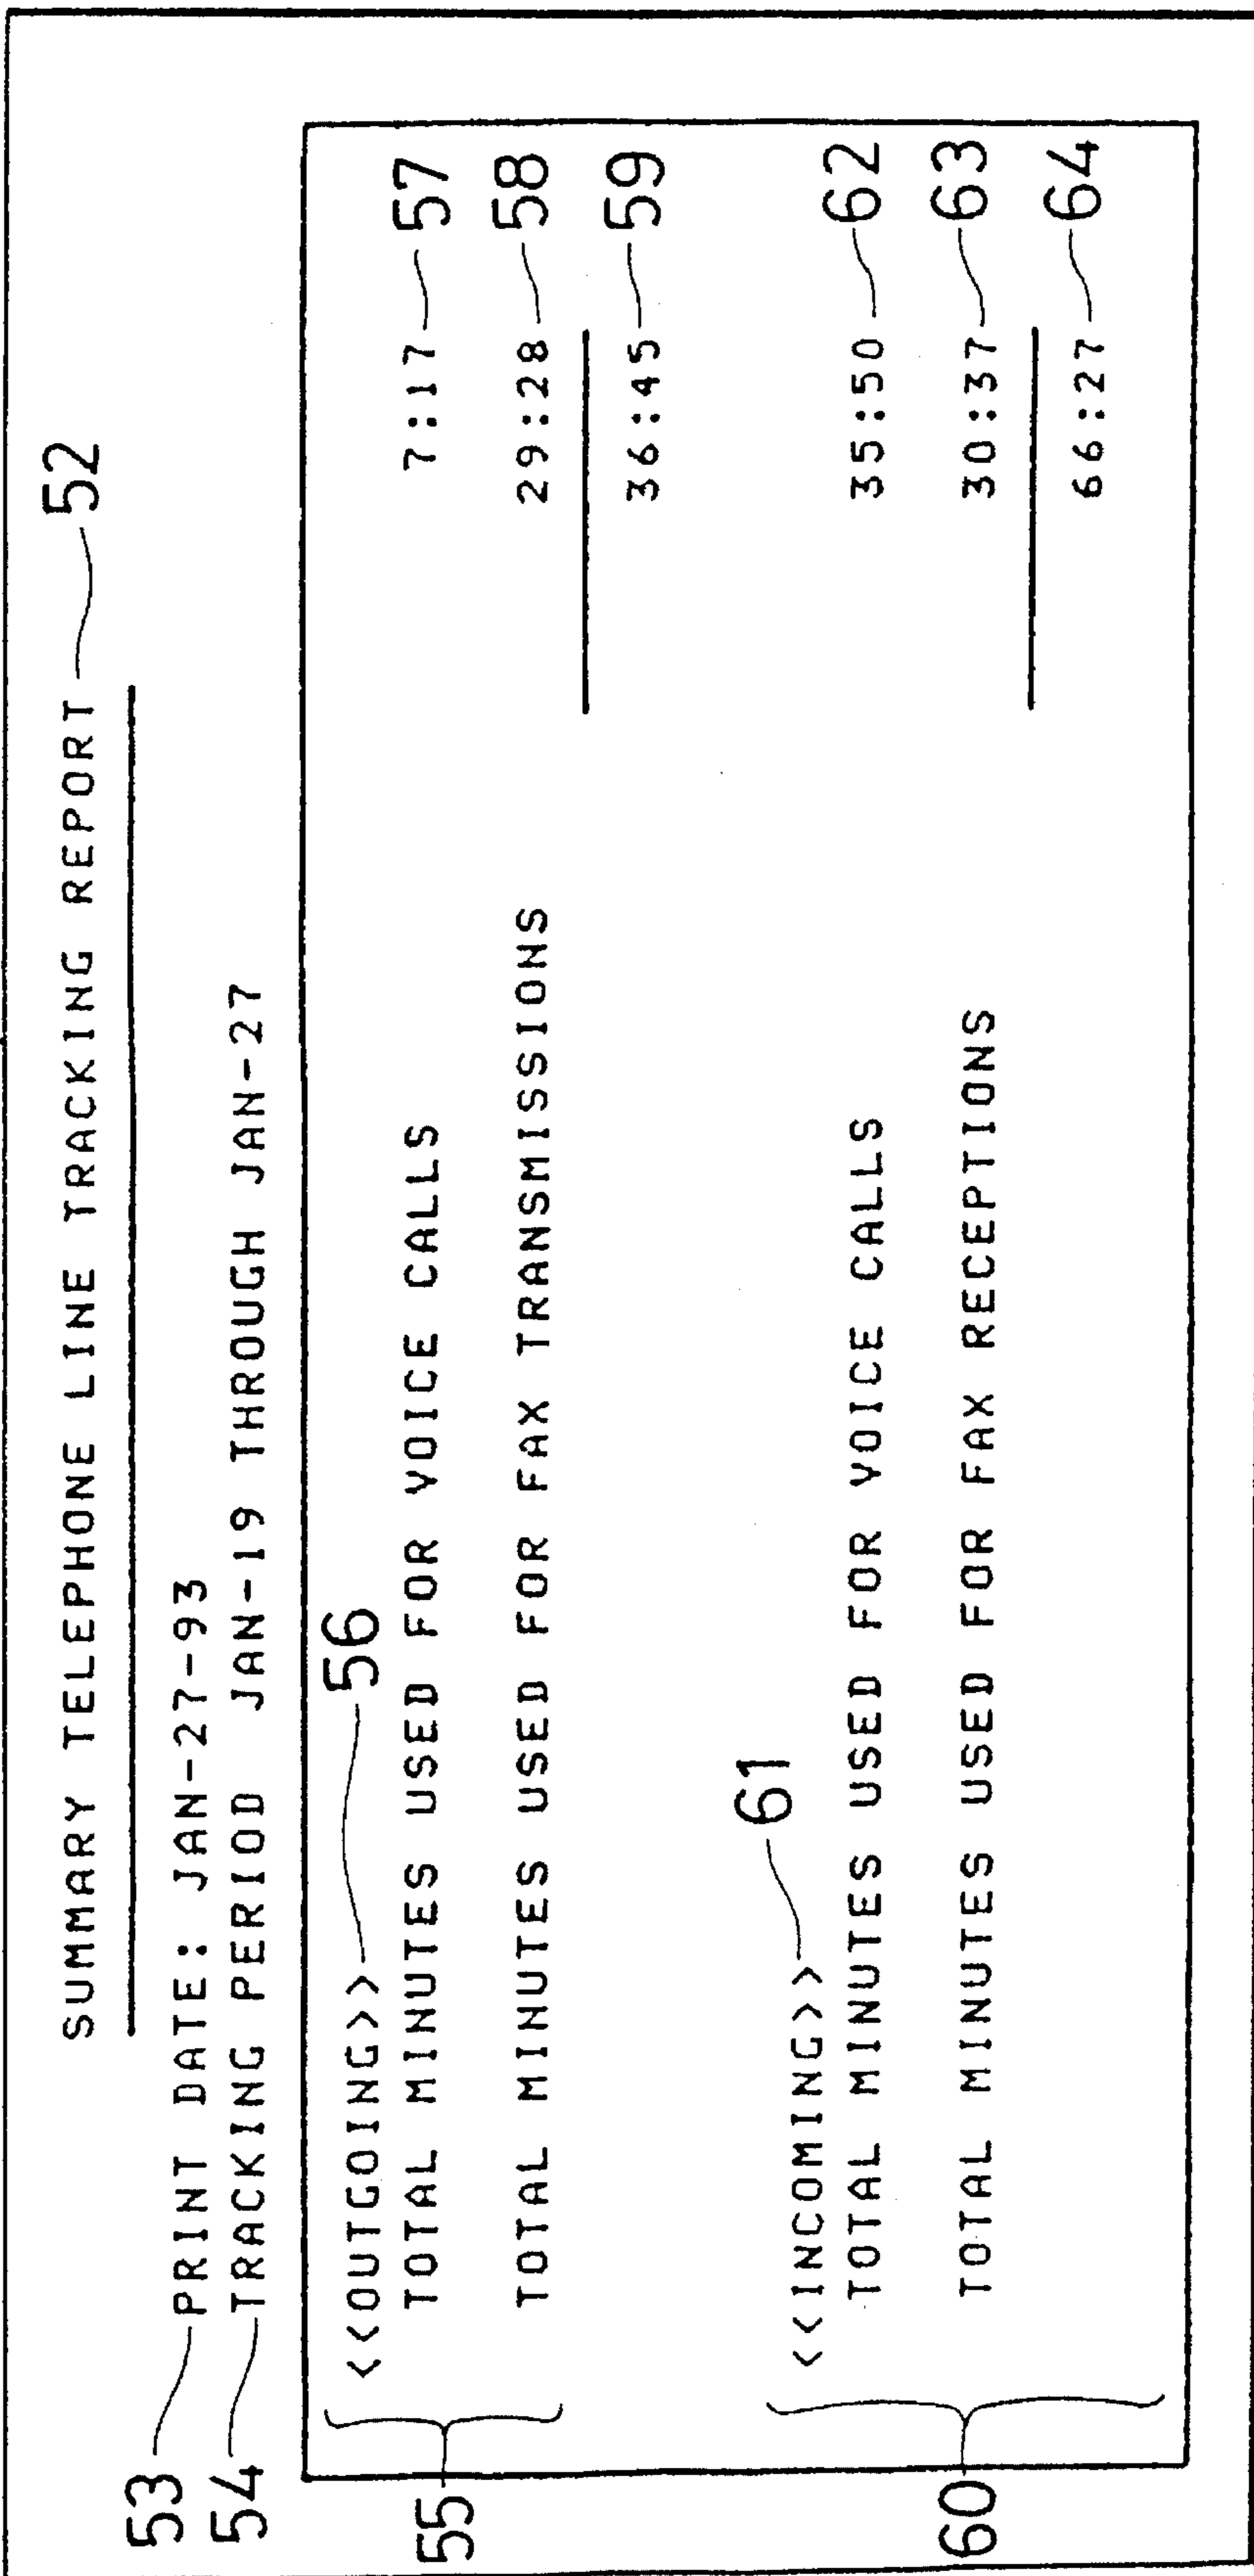 SUMMARY TELEPHONE LINE TRACKING REPORT 52
53 PRINT DATE: JAN-27-93
54 TRACKING PERIOD JAN-19 THROUGH JAN-27
55 <<OUTGOING>> 56
TOTAL MINUTES USED FOR VOICE CALLS 7:17 57
TOTAL MINUTES USED FOR FAX TRANSMISSIONS 29:28 58
36:45 59
60 <<INCOMING>> 61
TOTAL MINUTES USED FOR VOICE CALLS 35:50 62
TOTAL MINUTES USED FOR FAX RECEPTIONS 30:37 63
66:27 64